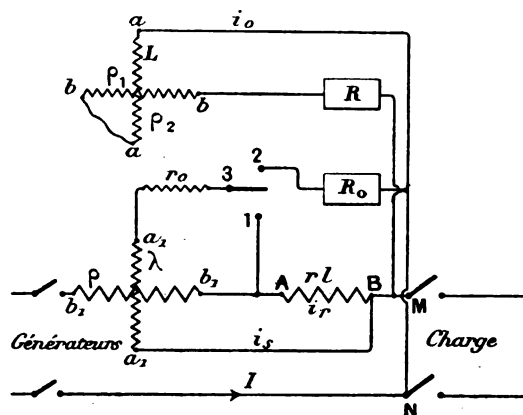 a i₀
L
b ρ₁ b R
ρ₂
a
2
r₀ 3 R₀
1
a₁
λ
ρ b₁ A r l B
b₁ i_r M
a₁ i_s
Générateurs Charge
I
N